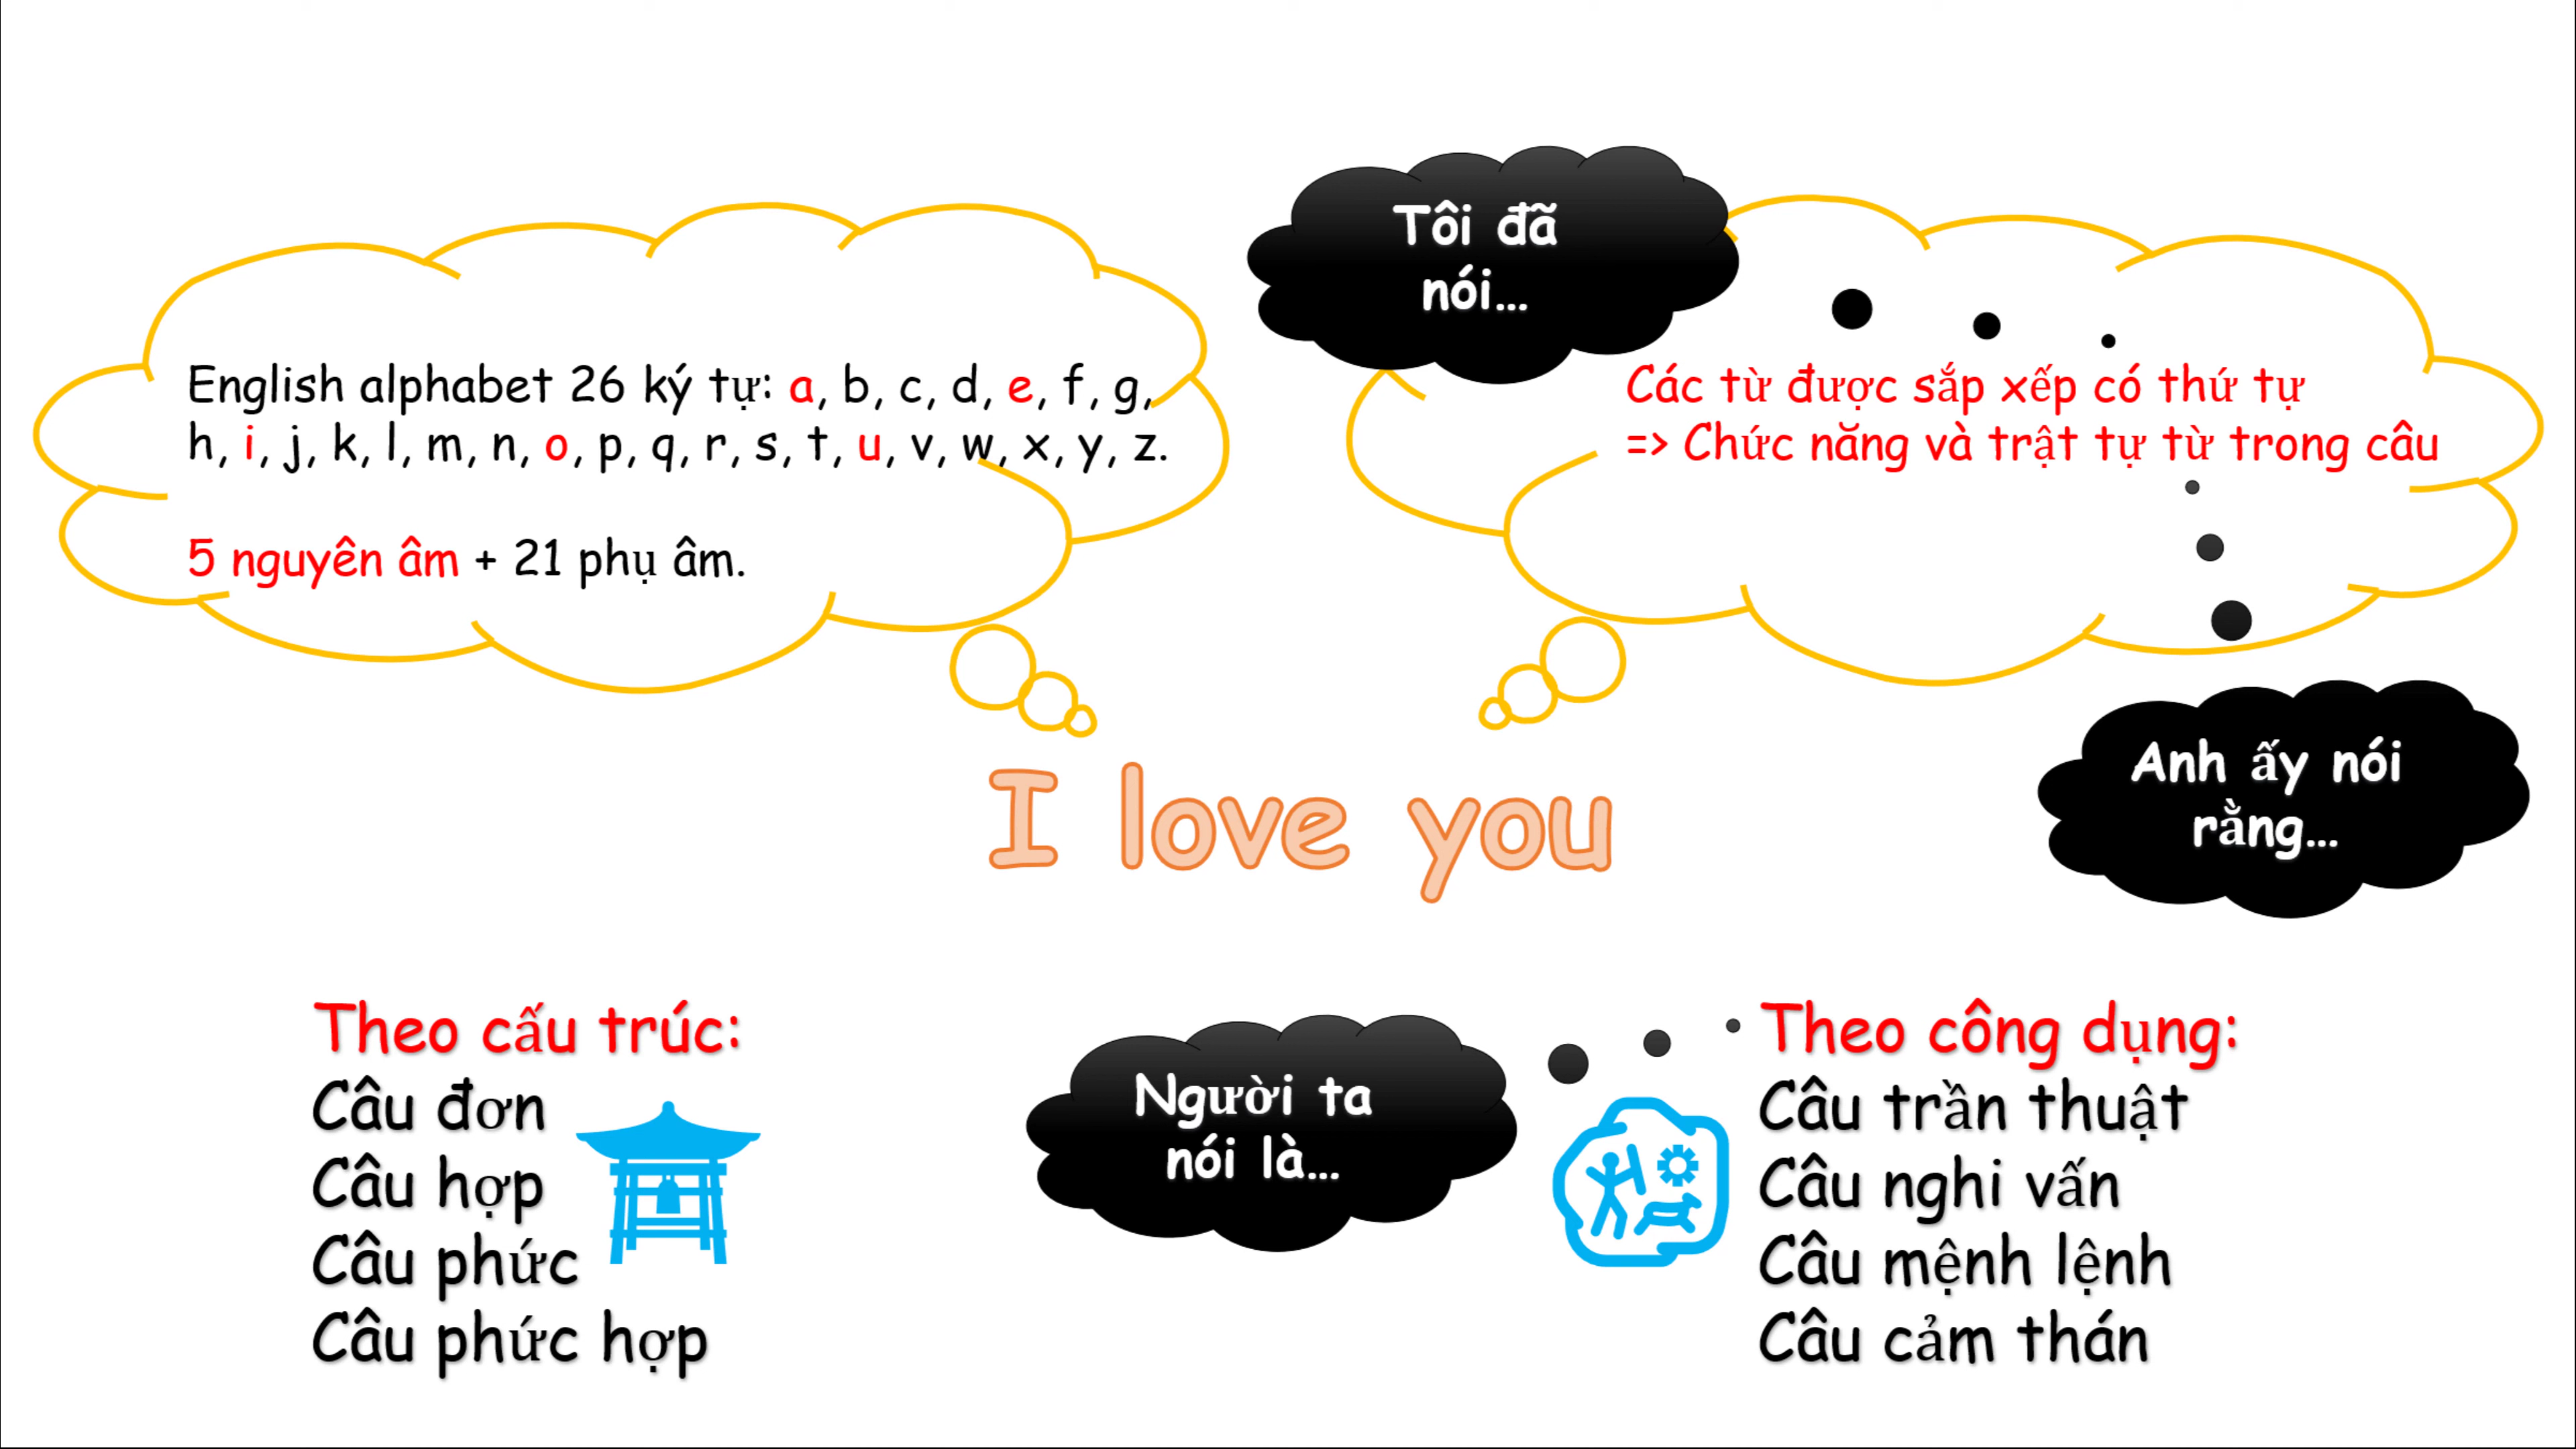 English alphabet 26 ký tự: a, b, c, d, e, f, g,
h, i, j, k, l, m, n, o, p, q, r, s, t, u, v, w, x, y, z.
5 nguyên âm + 21 phụ âm.
Tôi đã
nói...
Các từ được sắp xếp có thứ tự
=> Chức năng và trật tự từ trong câu
I love you
Anh ấy nói
rằng...
Theo cấu trúc:
Câu đơn
Câu hợp
Câu phức
Câu phức hợp
Người ta
nói là...
Theo công dụng:
Câu trần thuật
Câu nghi vấn
Câu mệnh lệnh
Câu cảm thán